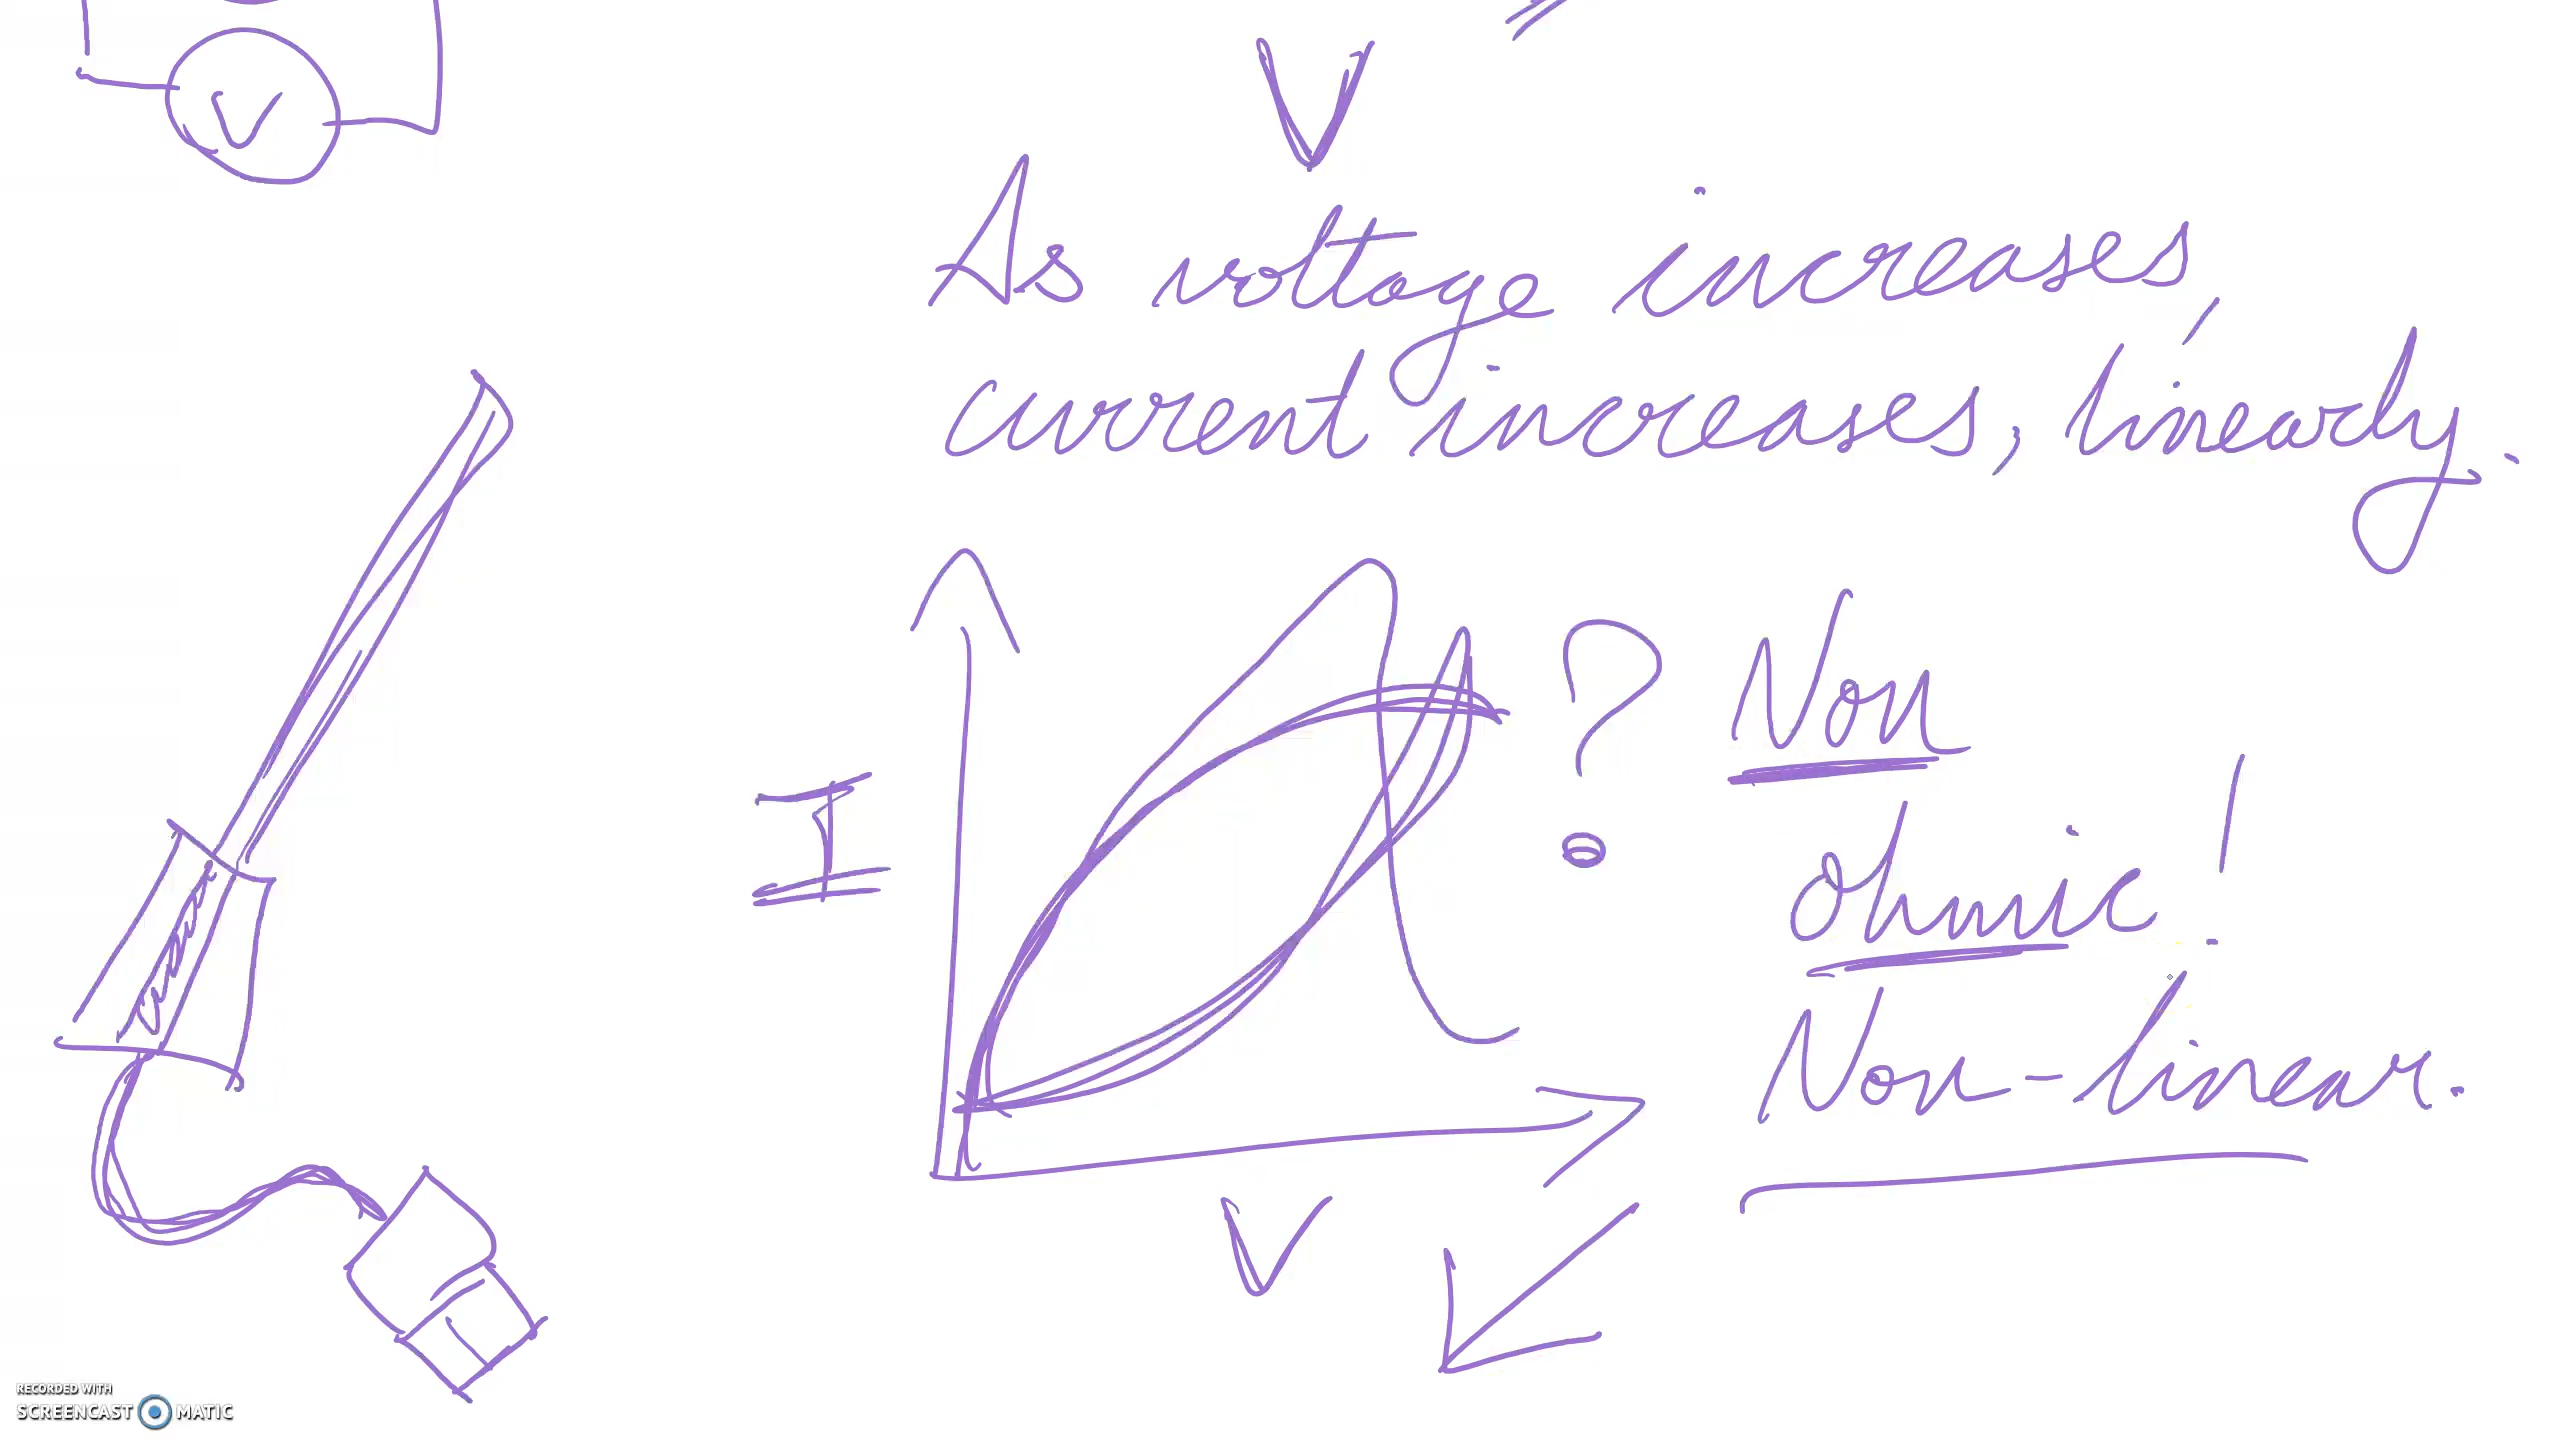 V
V
As voltage increases,
current increases, linearly.
I
?
Non
ohmic!
Non-linear.
V
RECORDED WITH
SCREENCAST MATIC